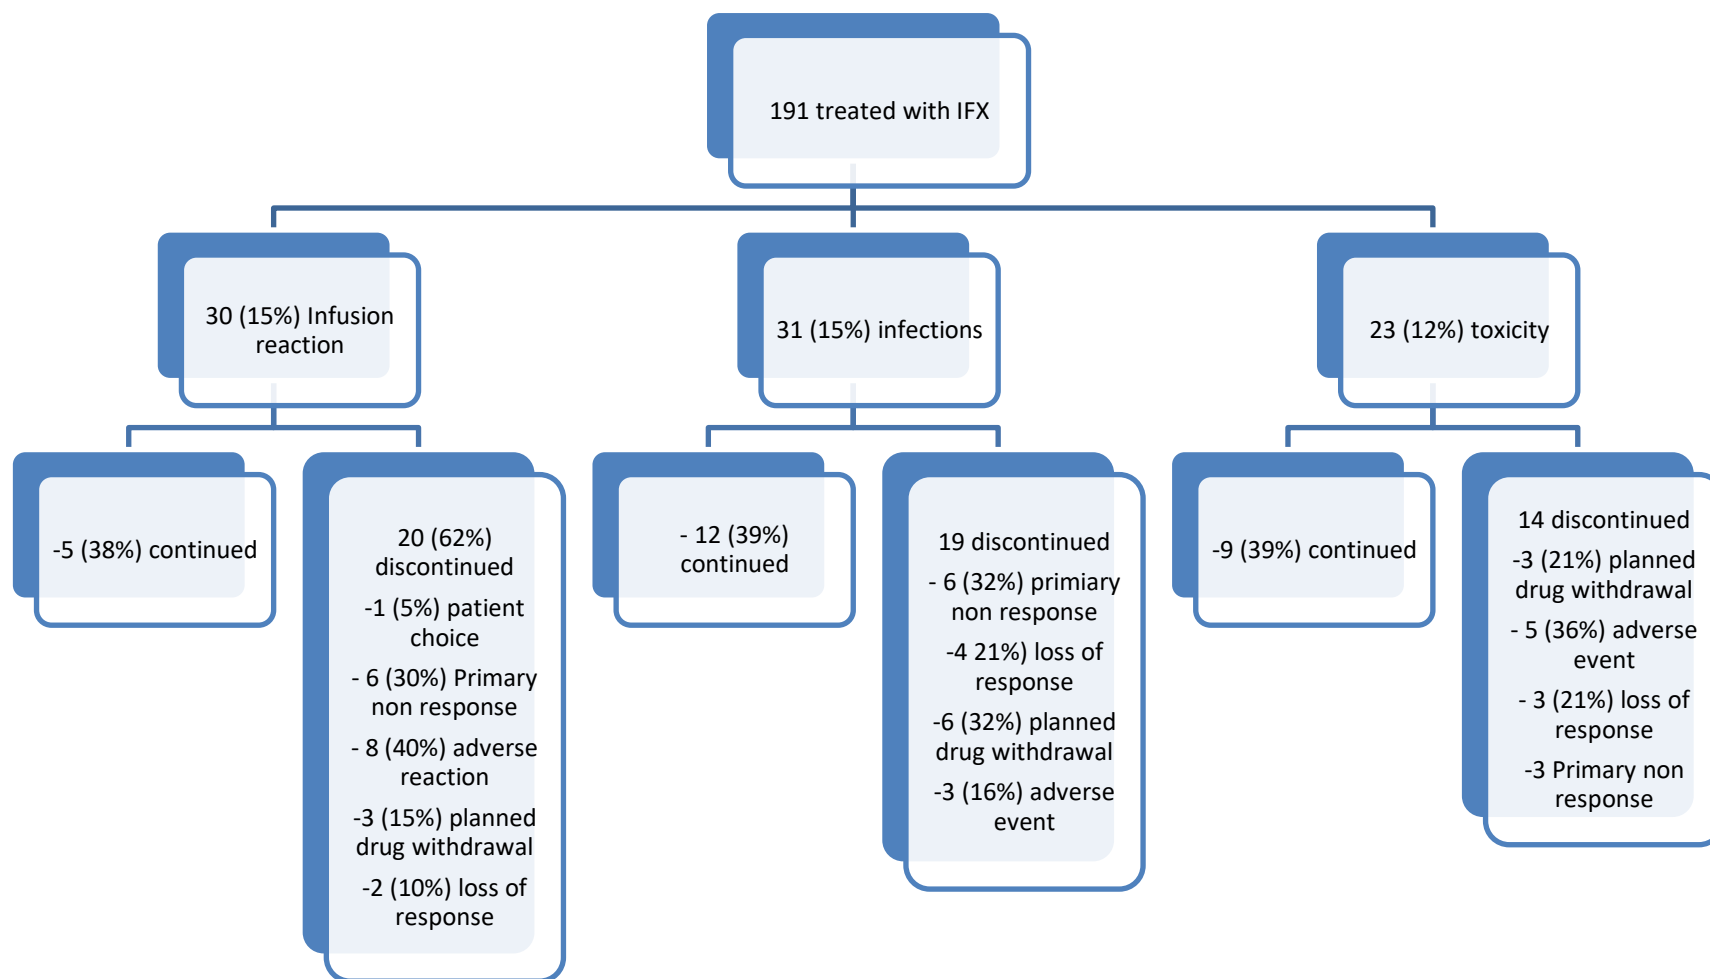 191 treated with IFX
30 (15%) Infusion
reaction
31 (15%) infections
23 (12%) toxicity
-5 (38%) continued
20 (62%)
discontinued
-1 (5%) patient
choice
- 6 (30%) Primary
non response
- 8 (40%) adverse
reaction
-3 (15%) planned
drug withdrawal
-2 (10%) loss of
response
- 12 (39%)
continued
19 discontinued
- 6 (32%) primiary
non response
-4 21%) loss of
response
-6 (32%) planned
drug withdrawal
-3 (16%) adverse
event
-9 (39%) continued
14 discontinued
-3 (21%) planned
drug withdrawal
- 5 (36%) adverse
event
- 3 (21%) loss of
response
-3 Primary non
response